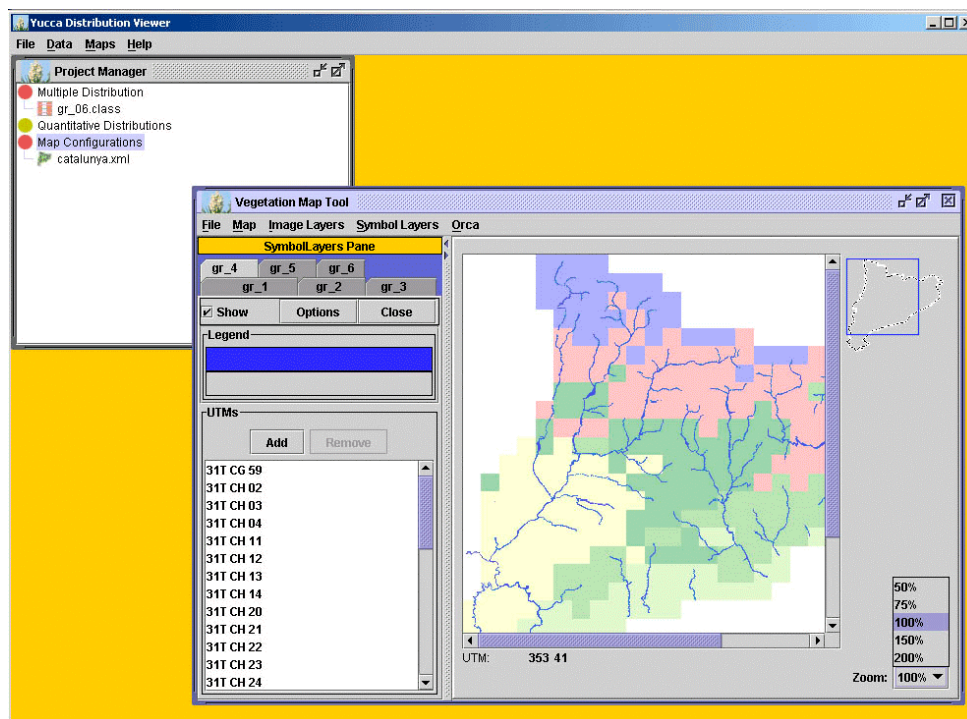 Yucca Distribution Viewer
File Data Maps Help
Project Manager
Multiple Distribution
gr_06.class
Quantitative Distributions
Map Configurations
catalunya.xml
Vegetation Map Tool
File Map Image Layers Symbol Layers Orca
SymbolLayers Pane
gr_4 gr_5 gr_6
gr_1 gr_2 gr_3
Show Options Close
Legend
UTMs
Add Remove
31T CG 59
31T CH 02
31T CH 03
31T CH 04
31T CH 11
31T CH 12
31T CH 13
31T CH 14
31T CH 20
31T CH 21
31T CH 22
31T CH 23
31T CH 24
UTM: 353 41
50%
75%
100%
150%
200%
Zoom: 100%